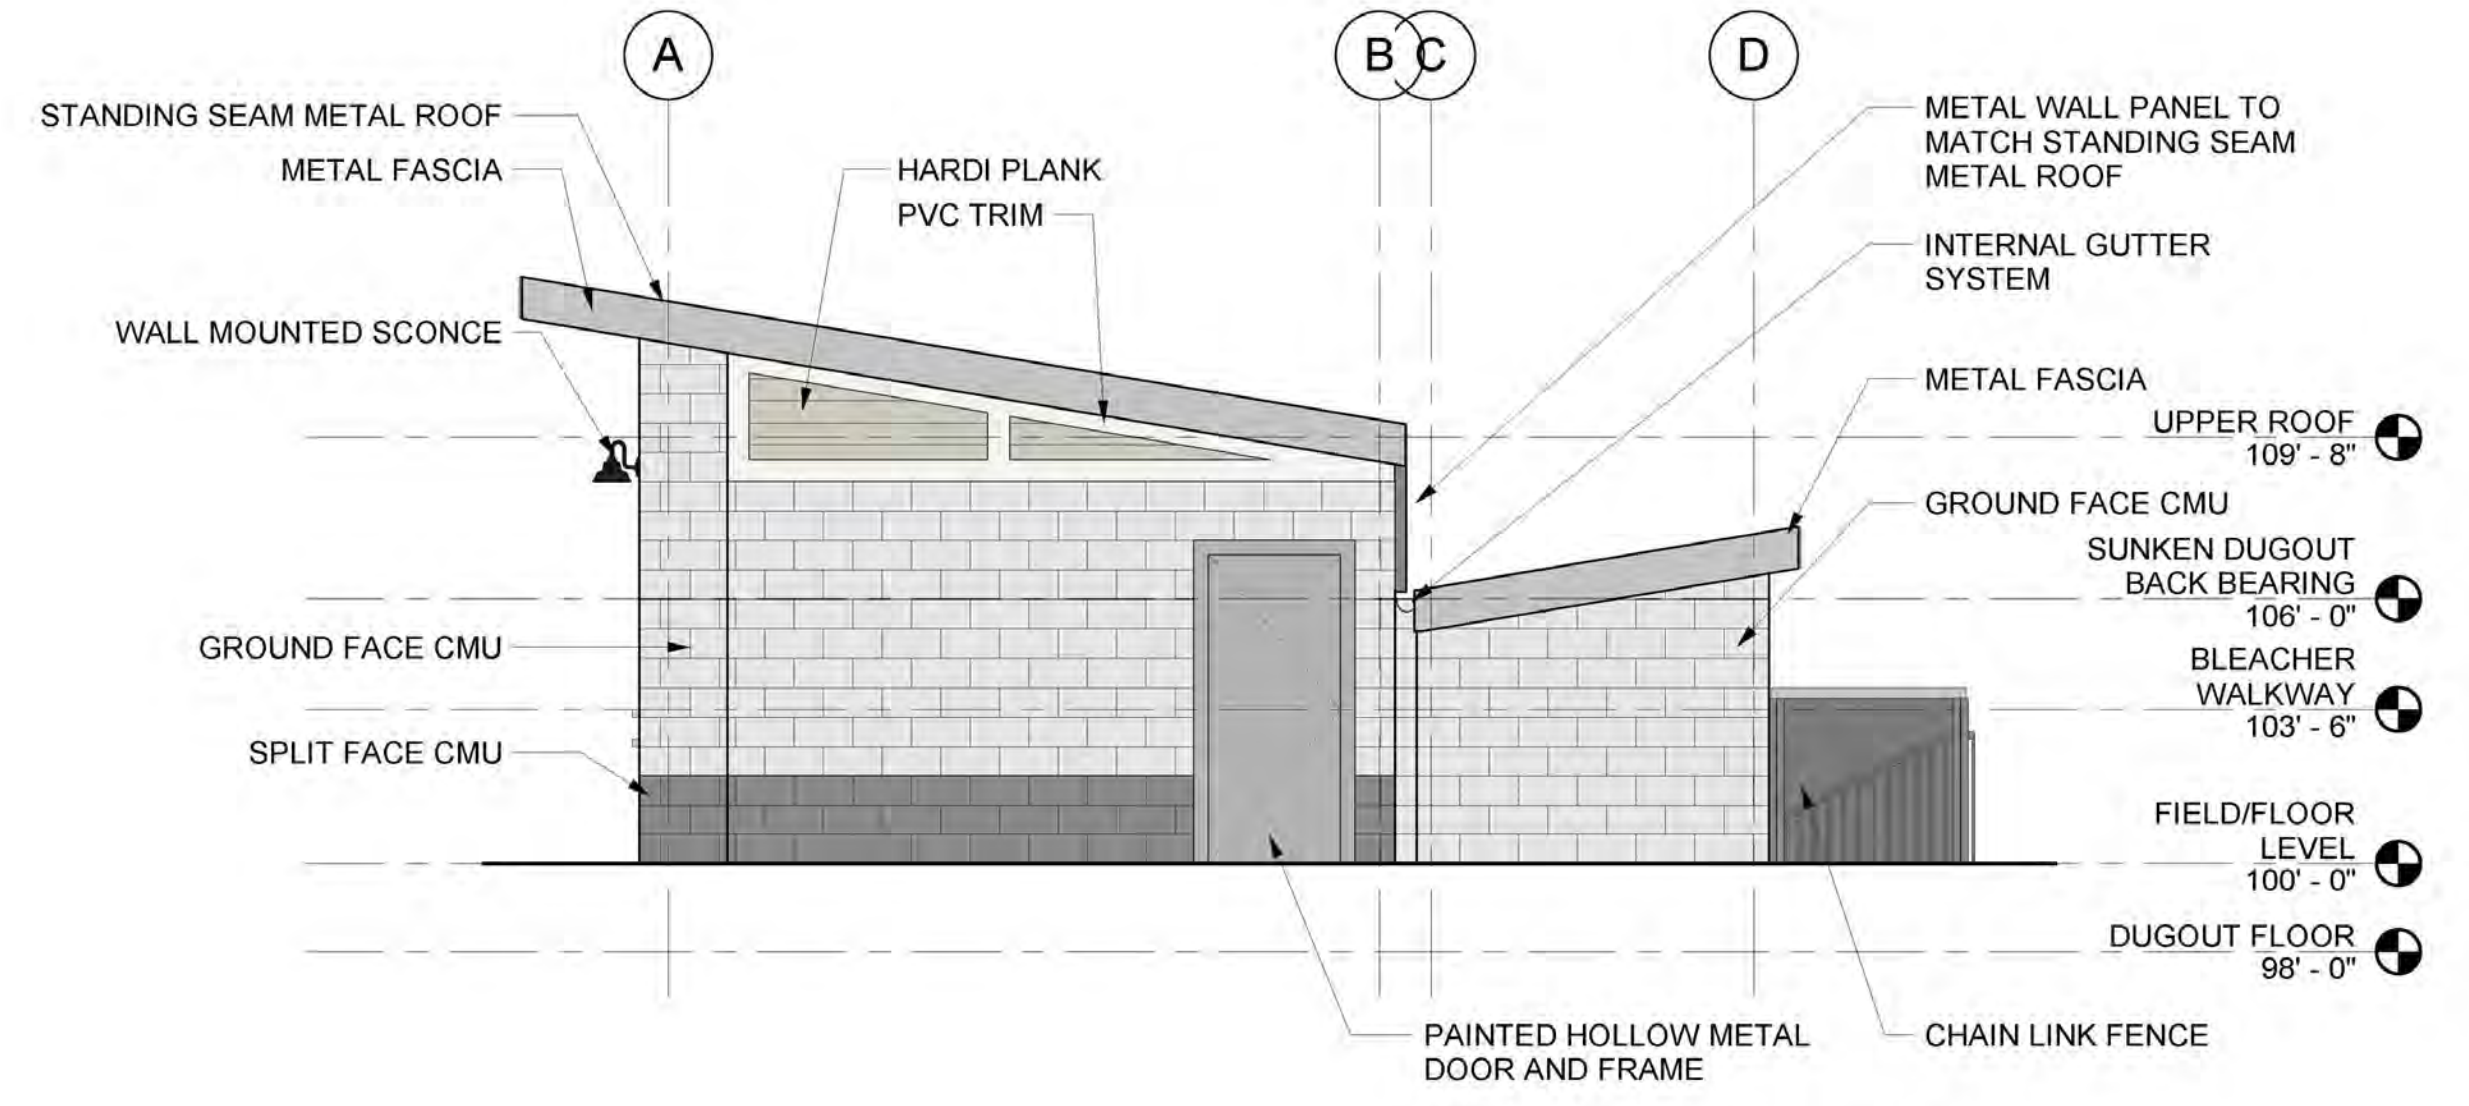 A
B
C
D
STANDING SEAM METAL ROOF
METAL FASCIA
WALL MOUNTED SCONCE
GROUND FACE CMU
SPLIT FACE CMU
HARDI PLANK
PVC TRIM
METAL WALL PANEL TO
MATCH STANDING SEAM
METAL ROOF
INTERNAL GUTTER
SYSTEM
METAL FASCIA
UPPER ROOF
109' - 8"
GROUND FACE CMU
SUNKEN DUGOUT
BACK BEARING
106' - 0"
BLEACHER
WALKWAY
103' - 6"
FIELD/FLOOR
LEVEL
100' - 0"
DUGOUT FLOOR
98' - 0"
PAINTED HOLLOW METAL
DOOR AND FRAME
CHAIN LINK FENCE